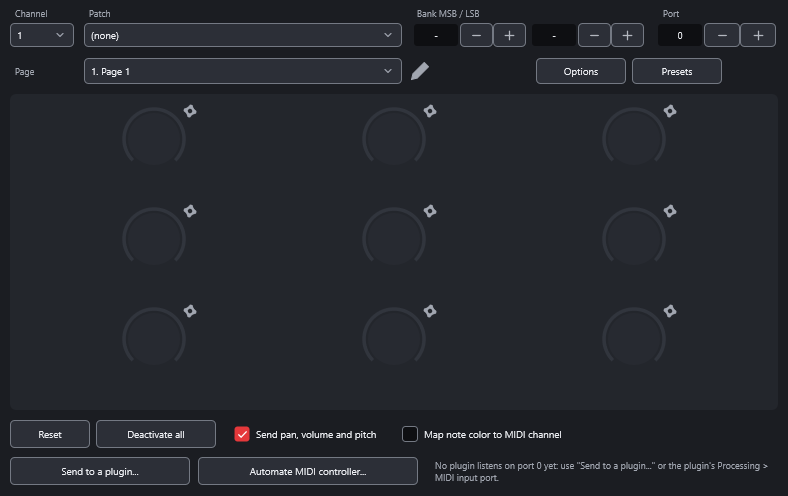 Channel Patch Bank MSB / LSB Port
1 (none) - − + - − + 0 − +
Page 1. Page 1 Options Presets
Reset Deactivate all Send pan, volume and pitch Map note color to MIDI channel
Send to a plugin... Automate MIDI controller... No plugin listens on port 0 yet: use "Send to a plugin..." or the plugin's Processing >
MIDI input port.